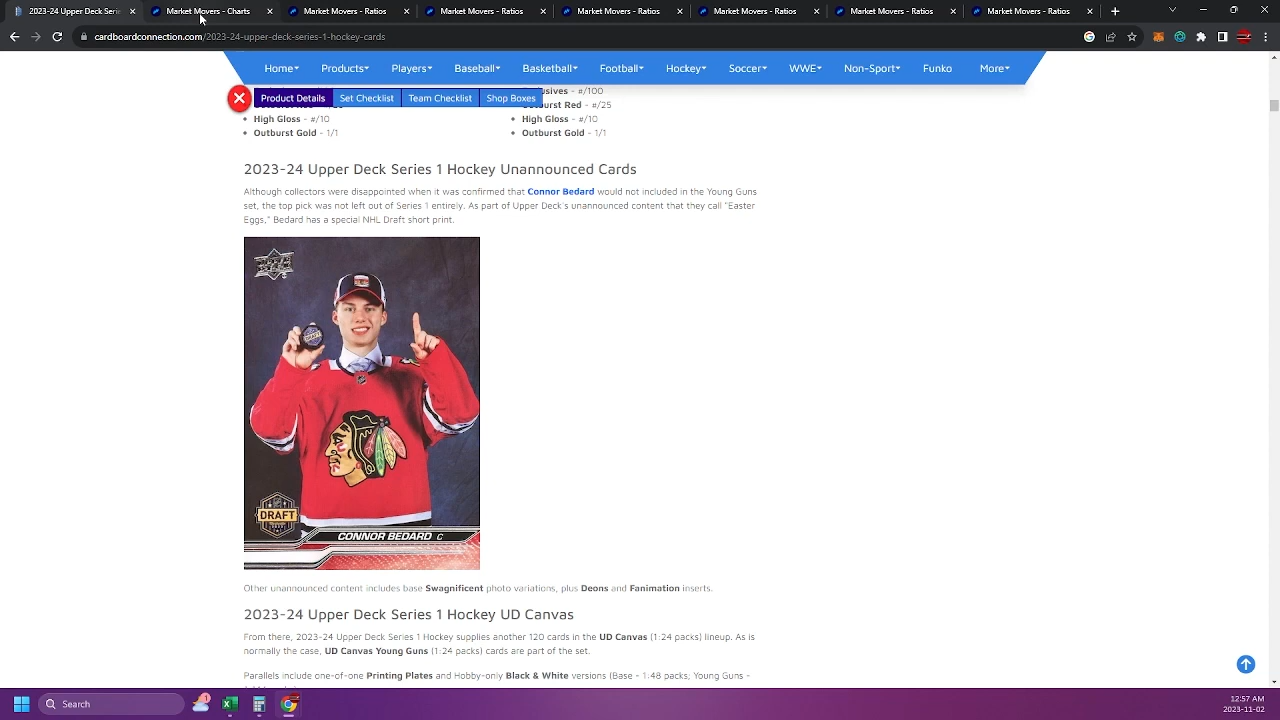 2023-24 Upper Deck Seri
Market Movers - Charts
Market Movers - Ratios
Market Movers - Ratios
Market Movers - Ratios
Market Movers - Ratios
Market Movers - Ratios
Market Movers - Ratios
cardboardconnection.com/2023-24-upper-deck-series-1-hockey-cards
Home Products Players Baseball Basketball Football Hockey Soccer WWE Non-Sport Funko More
Product Details Set Checklist Team Checklist Shop Boxes
- #/100
Red - #/25
High Gloss - #/10
High Gloss - #/10
Outburst Gold - 1/1
Outburst Gold - 1/1
2023-24 Upper Deck Series 1 Hockey Unannounced Cards
Although collectors were disappointed when it was confirmed that Connor Bedard would not included in the Young Guns
set, the top pick was not left out of Series 1 entirely. As part of Upper Deck's unannounced content that they call "Easter
Eggs," Bedard has a special NHL Draft short print.
DRAFT
DRAFT
CONNOR BEDARD C
Other unannounced content includes base Swagnificent photo variations, plus Deons and Fanimation inserts.
2023-24 Upper Deck Series 1 Hockey UD Canvas
From there, 2023-24 Upper Deck Series 1 Hockey supplies another 120 cards in the UD Canvas (1:24 packs) lineup. As is
normally the case, UD Canvas Young Guns (1:24 packs) cards are part of the set.
Parallels include one-of-one Printing Plates and Hobby-only Black & White versions (Base - 1:48 packs; Young Guns -
Search
1
12:57 AM
2023-11-02